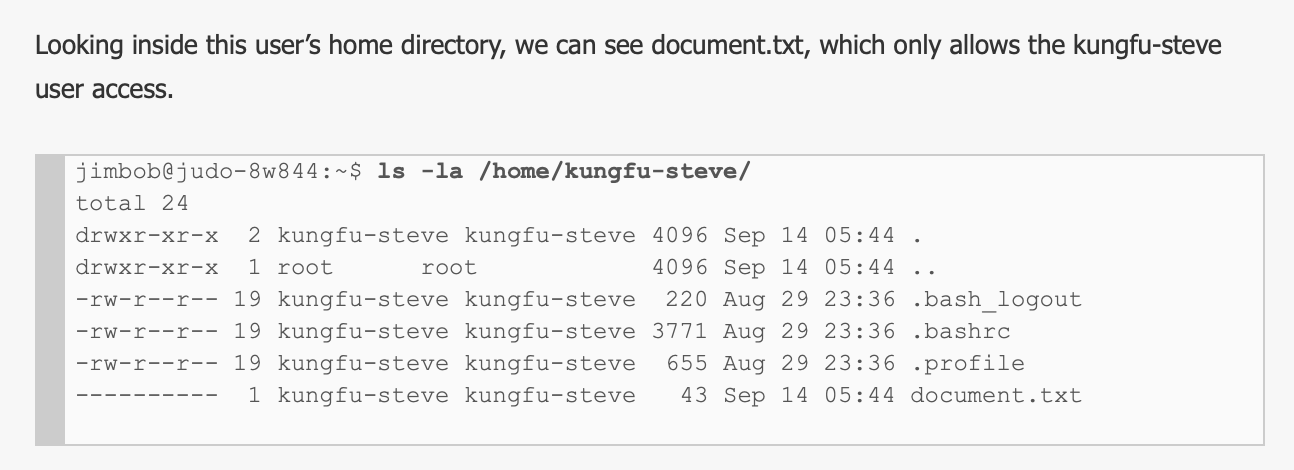 Looking inside this user’s home directory, we can see document.txt, which only allows the kungfu-steve
user access.
jimbob@judo-8w844:~$ ls -la /home/kungfu-steve/
total 24
drwxr-xr-x  2 kungfu-steve kungfu-steve 4096 Sep 14 05:44 .
drwxr-xr-x  1 root      root            4096 Sep 14 05:44 ..
-rw-r--r-- 19 kungfu-steve kungfu-steve  220 Aug 29 23:36 .bash_logout
-rw-r--r-- 19 kungfu-steve kungfu-steve 3771 Aug 29 23:36 .bashrc
-rw-r--r-- 19 kungfu-steve kungfu-steve  655 Aug 29 23:36 .profile
----------  1 kungfu-steve kungfu-steve   43 Sep 14 05:44 document.txt